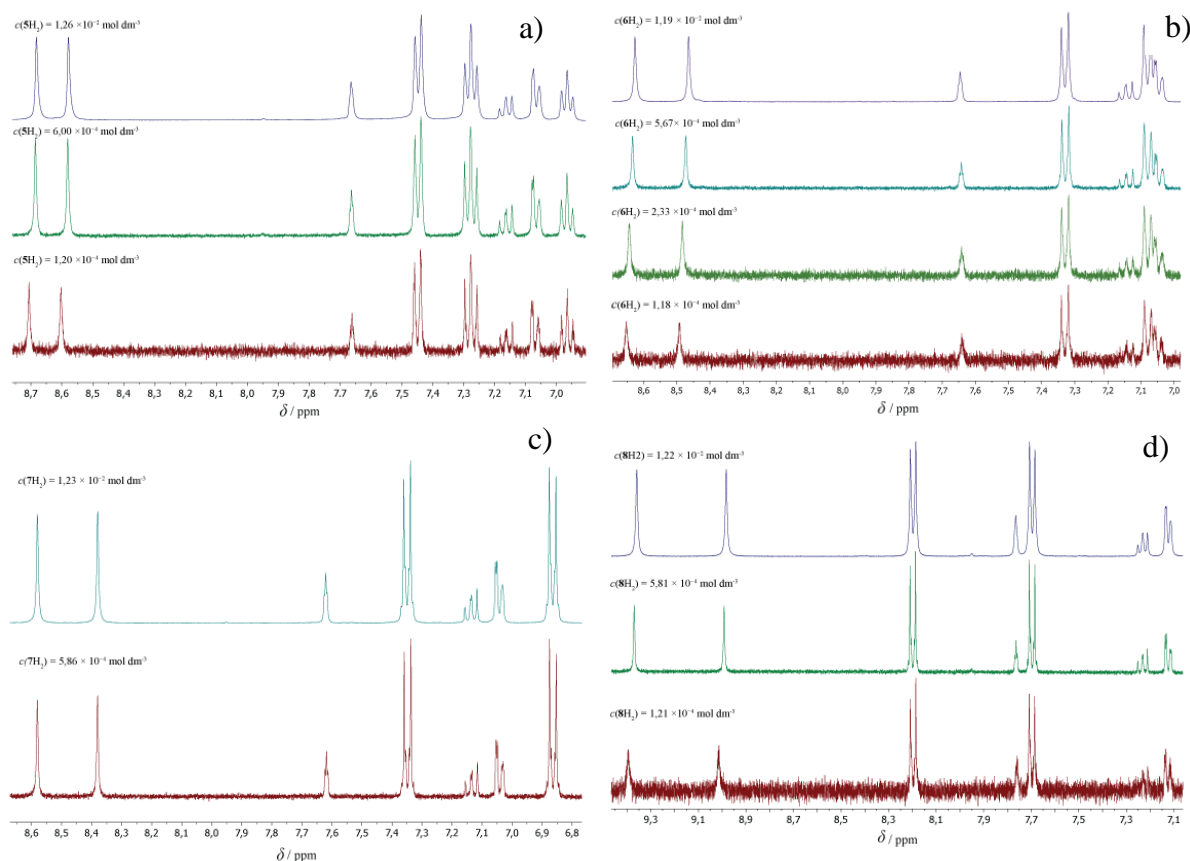 a)
c(5H₂) = 1,26 ×10⁻² mol dm⁻³
c(5H₂) = 6,00 ×10⁻⁴ mol dm⁻³
c(5H₂) = 1,20 ×10⁻⁴ mol dm⁻³
8,7 8,6 8,5 8,4 8,3 8,2 8,1 8,0 7,9 7,8 7,7 7,6 7,5 7,4 7,3 7,2 7,1 7,0
δ / ppm
b)
c(6H₂) = 1,19 ×10⁻² mol dm⁻³
c(6H₂) = 5,67× 10⁻⁴ mol dm⁻³
c(6H₂) = 2,33 ×10⁻⁴ mol dm⁻³
c(6H₂) = 1,18 ×10⁻⁴ mol dm⁻³
8,6 8,5 8,4 8,3 8,2 8,1 8,0 7,9 7,8 7,7 7,6 7,5 7,4 7,3 7,2 7,1 7,0
δ / ppm
c)
c(7H₂) = 1,23 × 10⁻² mol dm⁻³
c(7H₂) = 5,86 × 10⁻⁴ mol dm⁻³
8,6 8,5 8,4 8,3 8,2 8,1 8,0 7,9 7,8 7,7 7,6 7,5 7,4 7,3 7,2 7,1 7,0 6,9 6,8
δ / ppm
d)
c(8H2) = 1,22 × 10⁻² mol dm⁻³
c(8H₂) = 5,81 × 10⁻⁴ mol dm⁻³
c(8H₂) = 1,21 ×10⁻⁴ mol dm⁻³
9,3 9,1 8,9 8,7 8,5 8,3 8,1 7,9 7,7 7,5 7,3 7,1
δ / ppm